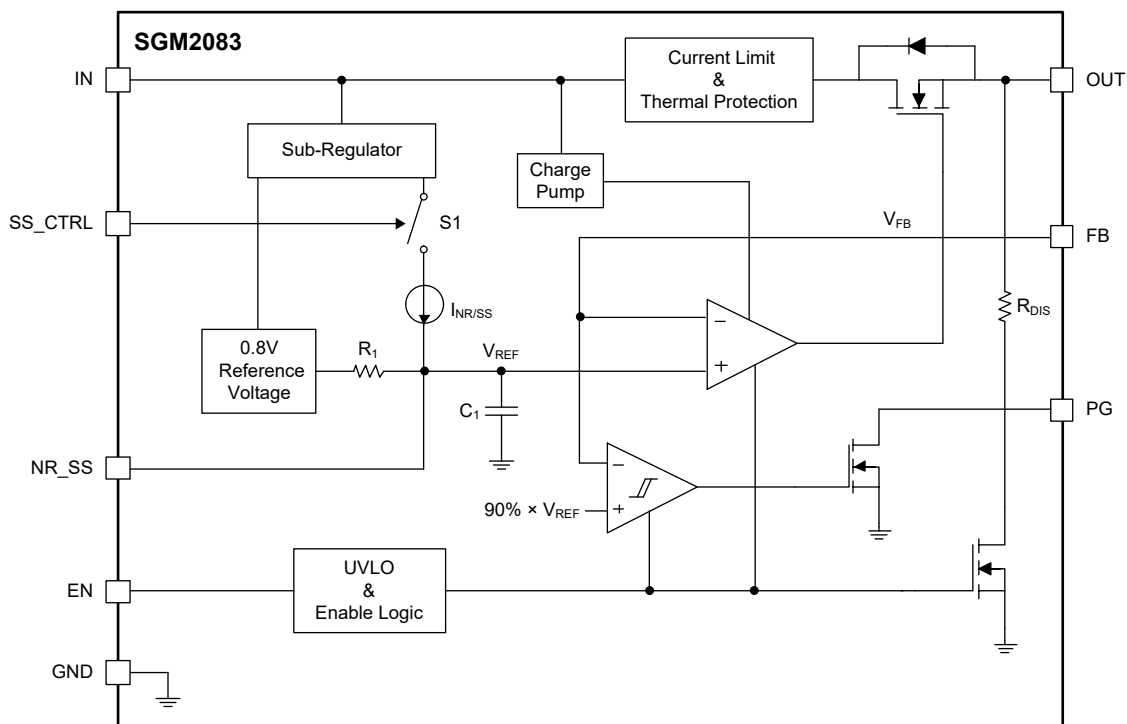 SGM2083
IN
Current Limit
&
Thermal Protection
OUT
Sub-Regulator
Charge
Pump
SS_CTRL
S1
V_FB
FB
I_NR/SS
R_DIS
0.8V
Reference
Voltage
R_1
V_REF
−
+
C_1
PG
NR_SS
−
90% × V_REF
+
EN
UVLO
&
Enable Logic
GND